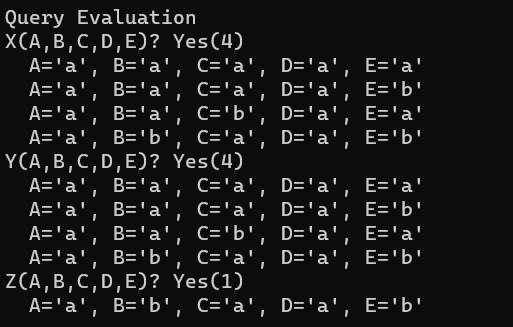 Query Evaluation
X(A,B,C,D,E)? Yes(4)
  A='a', B='a', C='a', D='a', E='a'
  A='a', B='a', C='a', D='a', E='b'
  A='a', B='a', C='b', D='a', E='a'
  A='a', B='b', C='a', D='a', E='b'
Y(A,B,C,D,E)? Yes(4)
  A='a', B='a', C='a', D='a', E='a'
  A='a', B='a', C='a', D='a', E='b'
  A='a', B='a', C='b', D='a', E='a'
  A='a', B='b', C='a', D='a', E='b'
Z(A,B,C,D,E)? Yes(1)
  A='a', B='b', C='a', D='a', E='b'